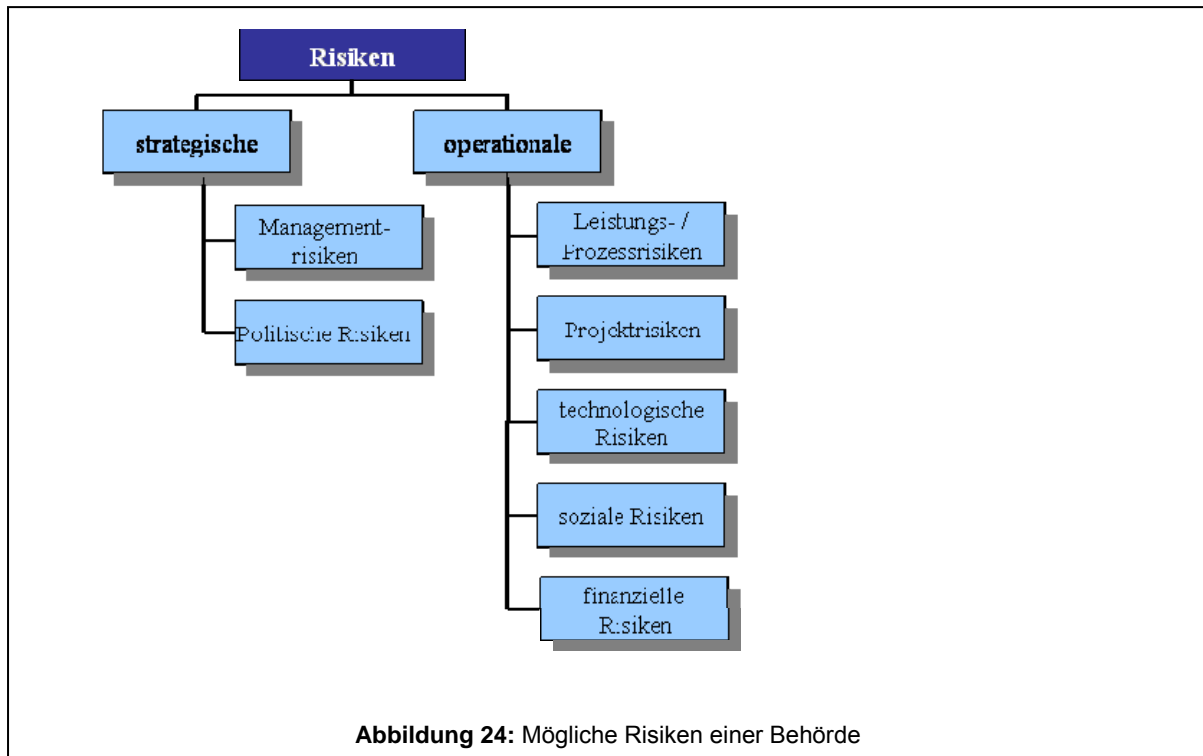 Risiken
strategische
operationale
Management-
risiken
Politische Risiken
Leistungs- /
Prozessrisiken
Projektrisiken
technologische
Risiken
soziale Risiken
finanzielle
Risiken
Abbildung 24: Mögliche Risiken einer Behörde